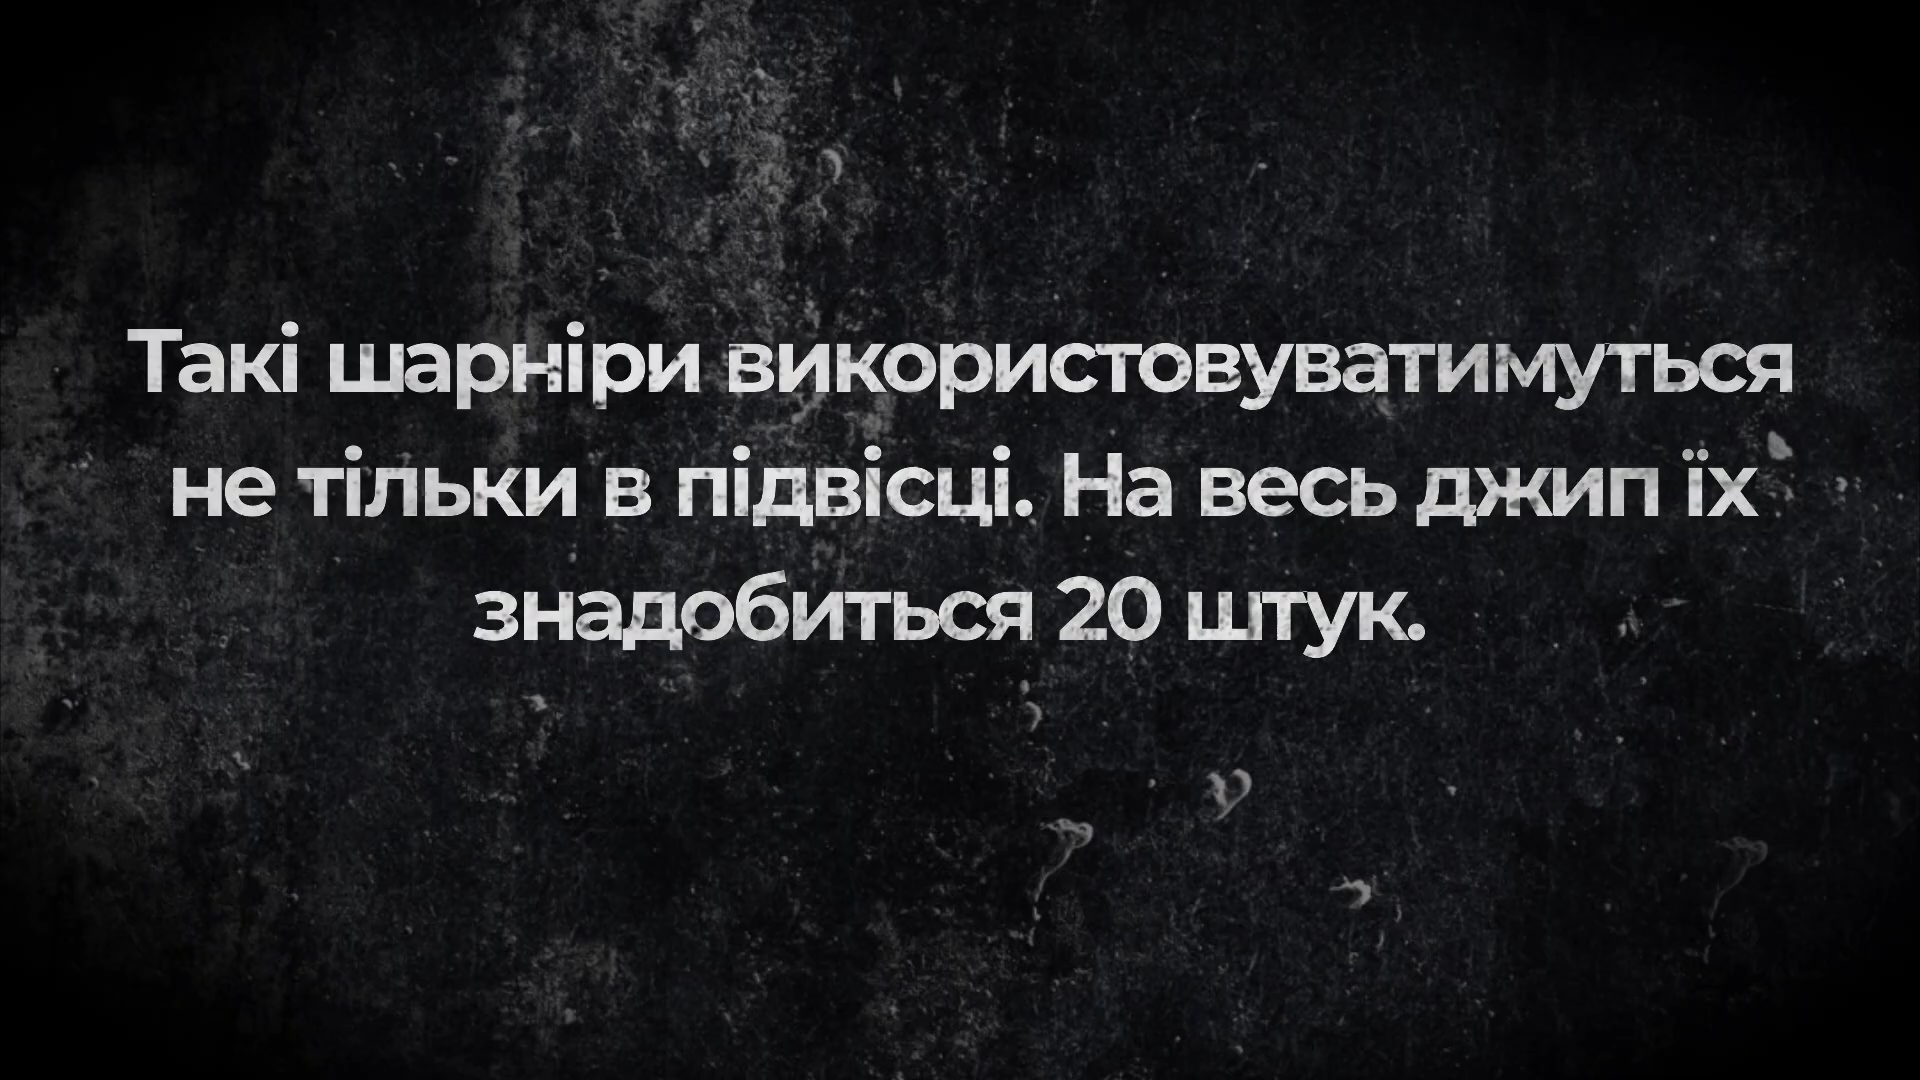 Такі шарніри використовуватимуться
не тільки в підвісці. На весь джип їх
знадобиться 20 штук.